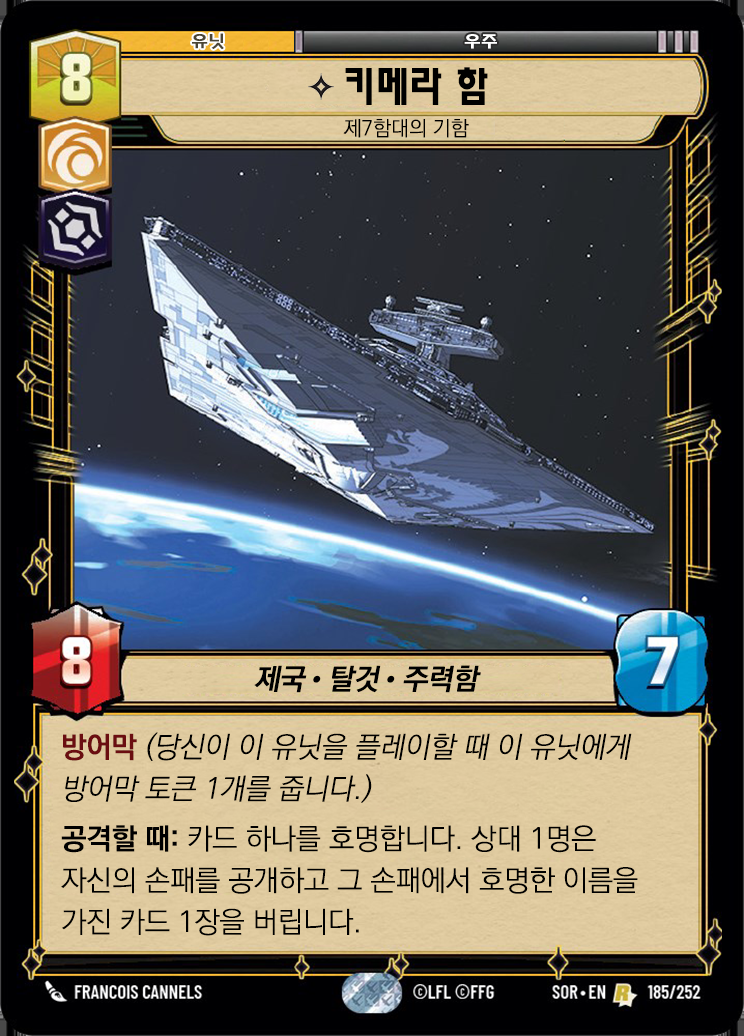 유닛
우주
8
키메라 함
제7함대의 기함
8
7
제국 • 탈것 • 주력함
방어막 (당신이 이 유닛을 플레이할 때 이 유닛에게
방어막 토큰 1개를 줍니다.)
공격할 때: 카드 하나를 호명합니다. 상대 1명은
자신의 손패를 공개하고 그 손패에서 호명한 이름을
가진 카드 1장을 버립니다.
FRANCOIS CANNELS
©LFL ©FFG
SOR • EN R 185/252